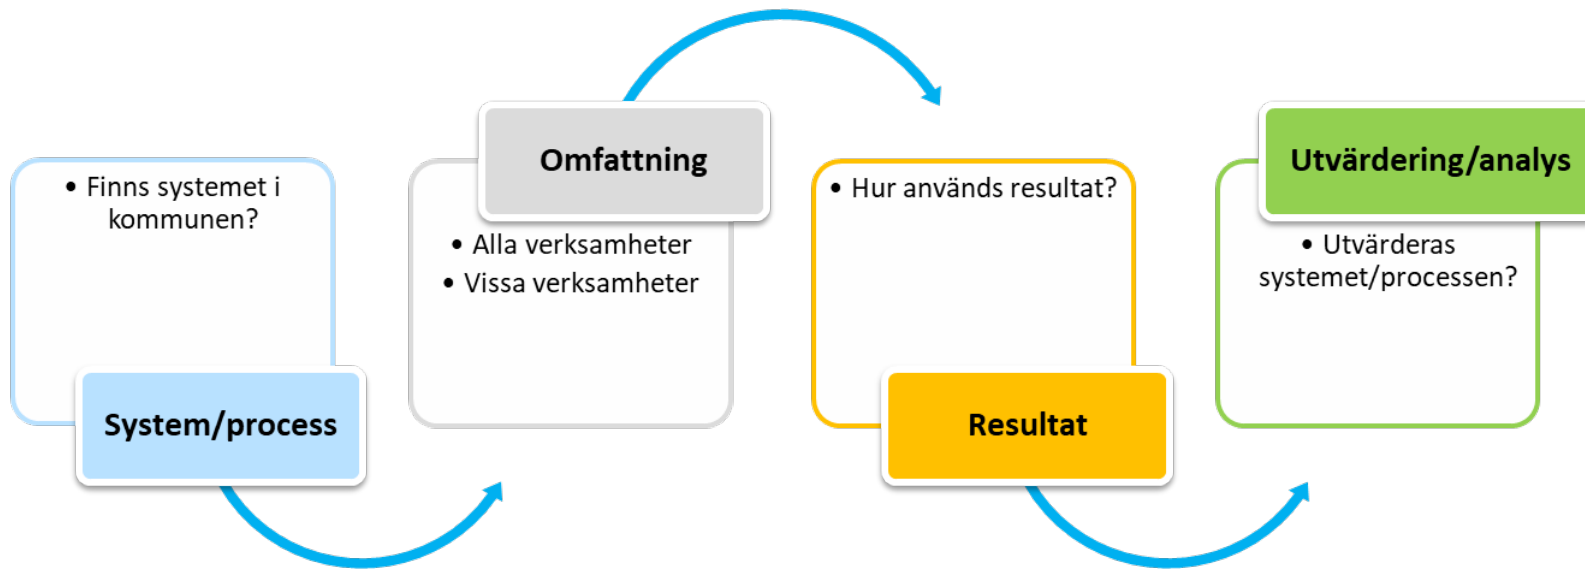 • Finns systemet i
kommunen?
System/process
Omfattning
• Alla verksamheter
• Vissa verksamheter
• Hur används resultat?
Resultat
Utvärdering/analys
• Utvärderas
systemet/processen?